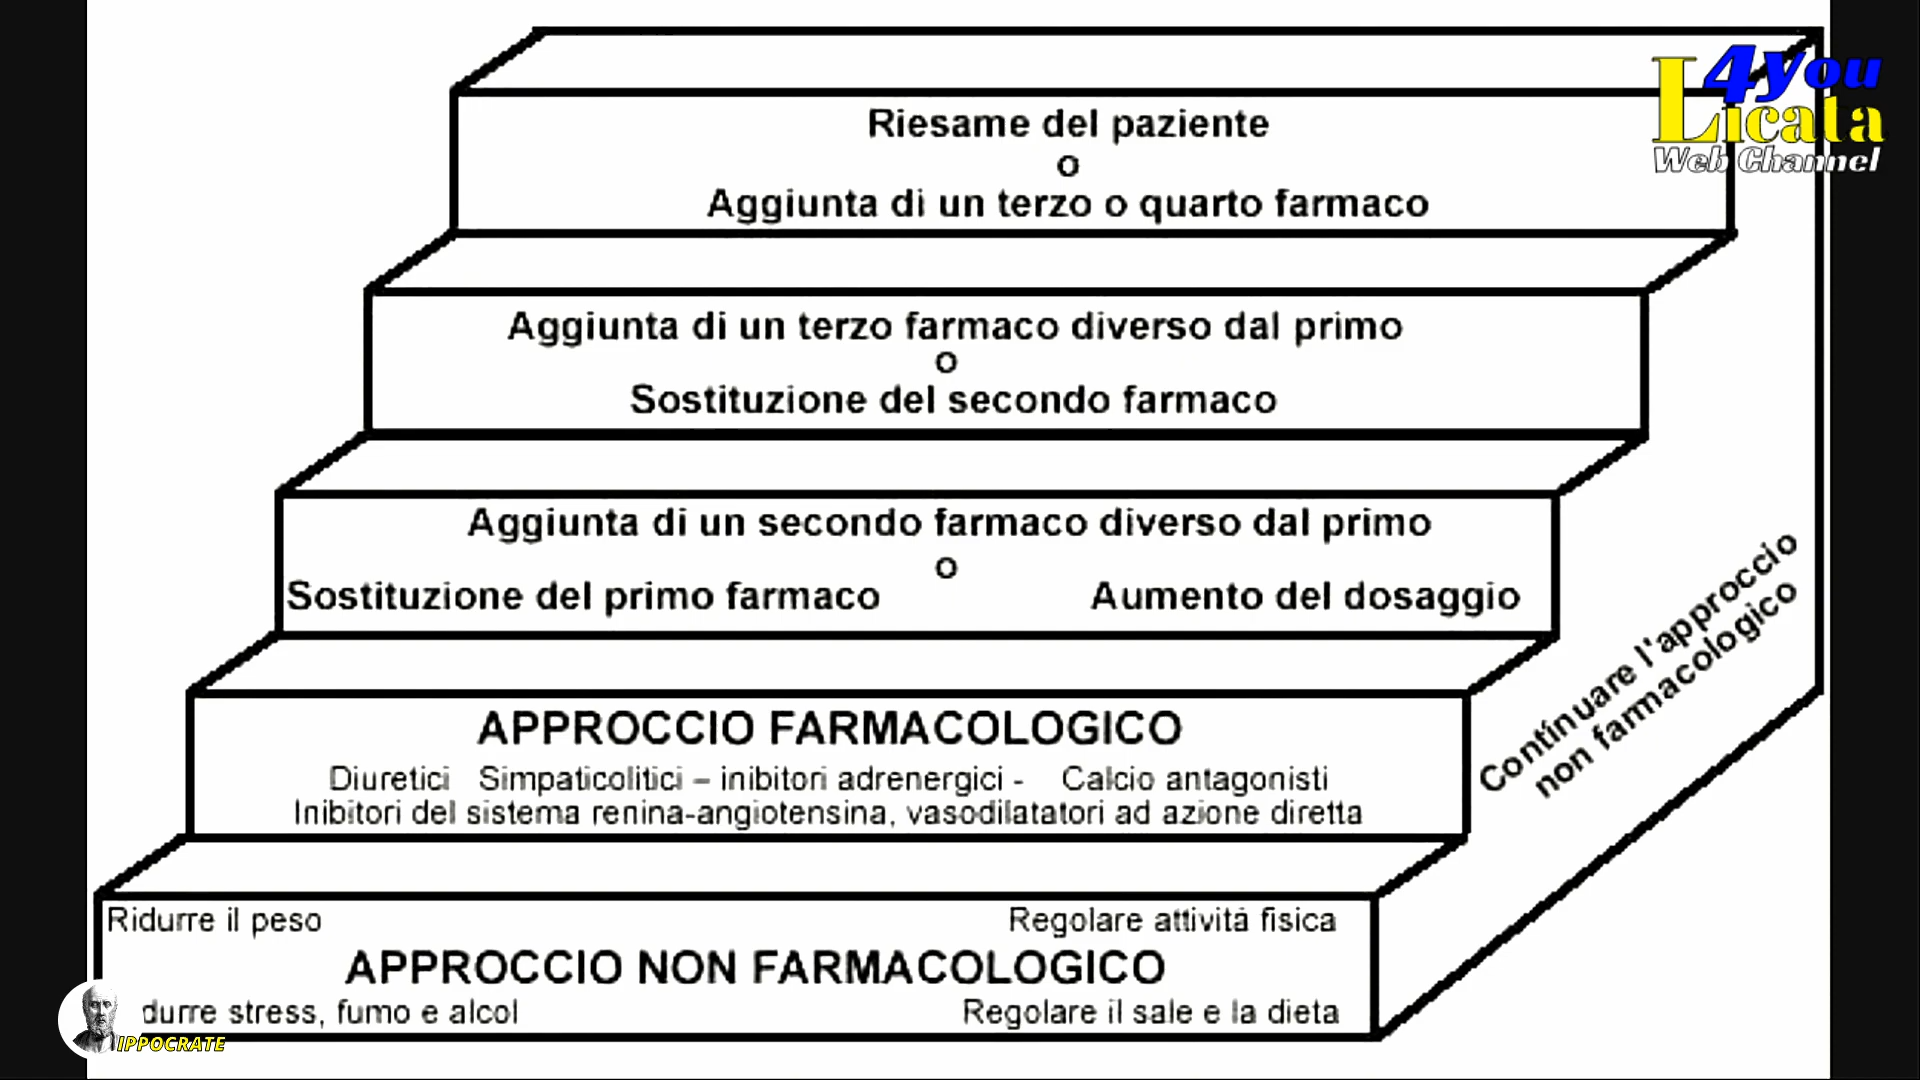 4you
Licata
Web Channel
Riesame del paziente
o
Aggiunta di un terzo o quarto farmaco
Aggiunta di un terzo farmaco diverso dal primo
o
Sostituzione del secondo farmaco
Aggiunta di un secondo farmaco diverso dal primo
o
Sostituzione del primo farmaco Aumento del dosaggio
APPROCCIO FARMACOLOGICO
Diuretici Simpaticolitici – inibitori adrenergici - Calcio antagonisti
Inibitori del sistema renina-angiotensina, vasodilatatori ad azione diretta
Continuare l'approccio
non farmacologico
Ridurre il peso Regolare attività fisica
APPROCCIO NON FARMACOLOGICO
durre stress, fumo e alcol Regolare il sale e la dieta
IPPOCRATE